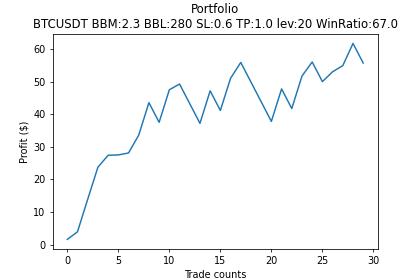 Portfolio
BTCUSDT BBM:2.3 BBL:280 SL:0.6 TP:1.0 lev:20 WinRatio:67.0
60
50
40
30
20
10
0
Profit ($)
0 5 10 15 20 25 30
Trade counts